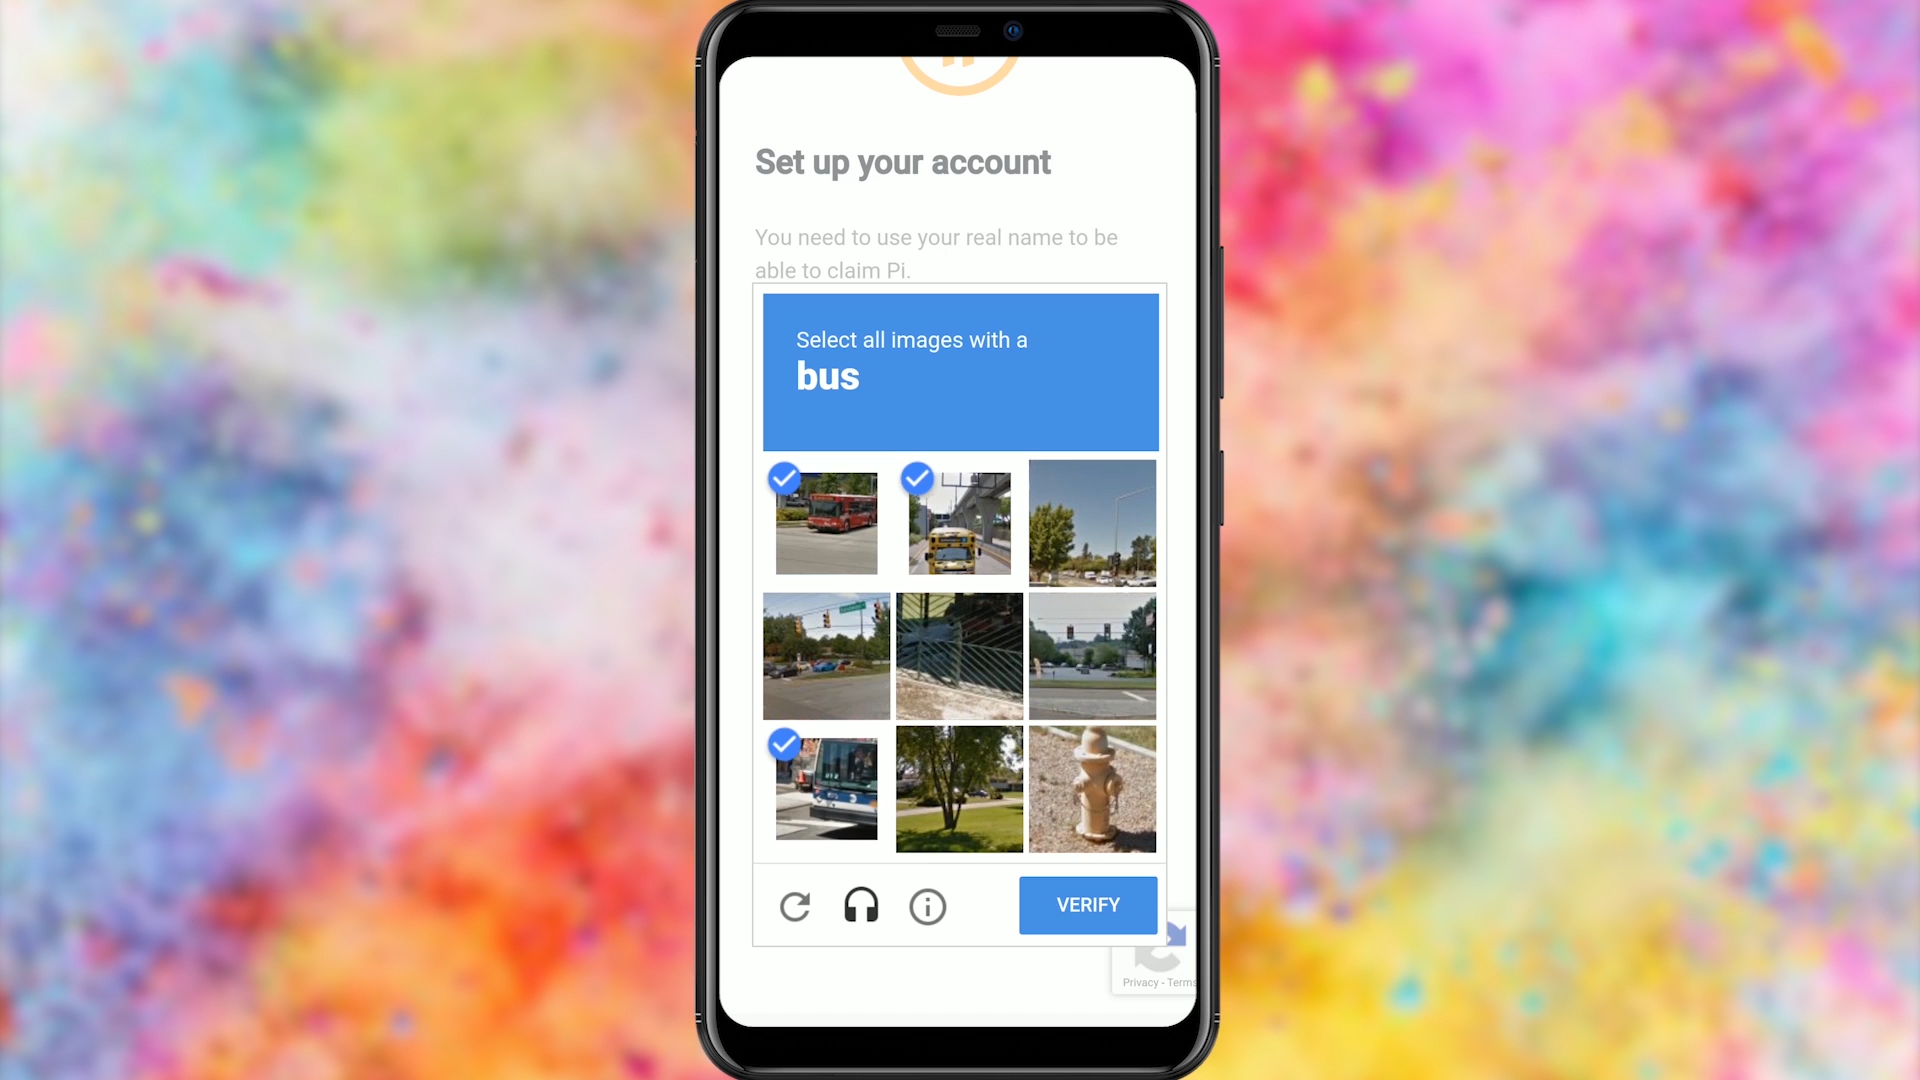 Set up your account
You need to use your real name to be
able to claim Pi.
Select all images with a
bus
VERIFY
Privacy - Terms